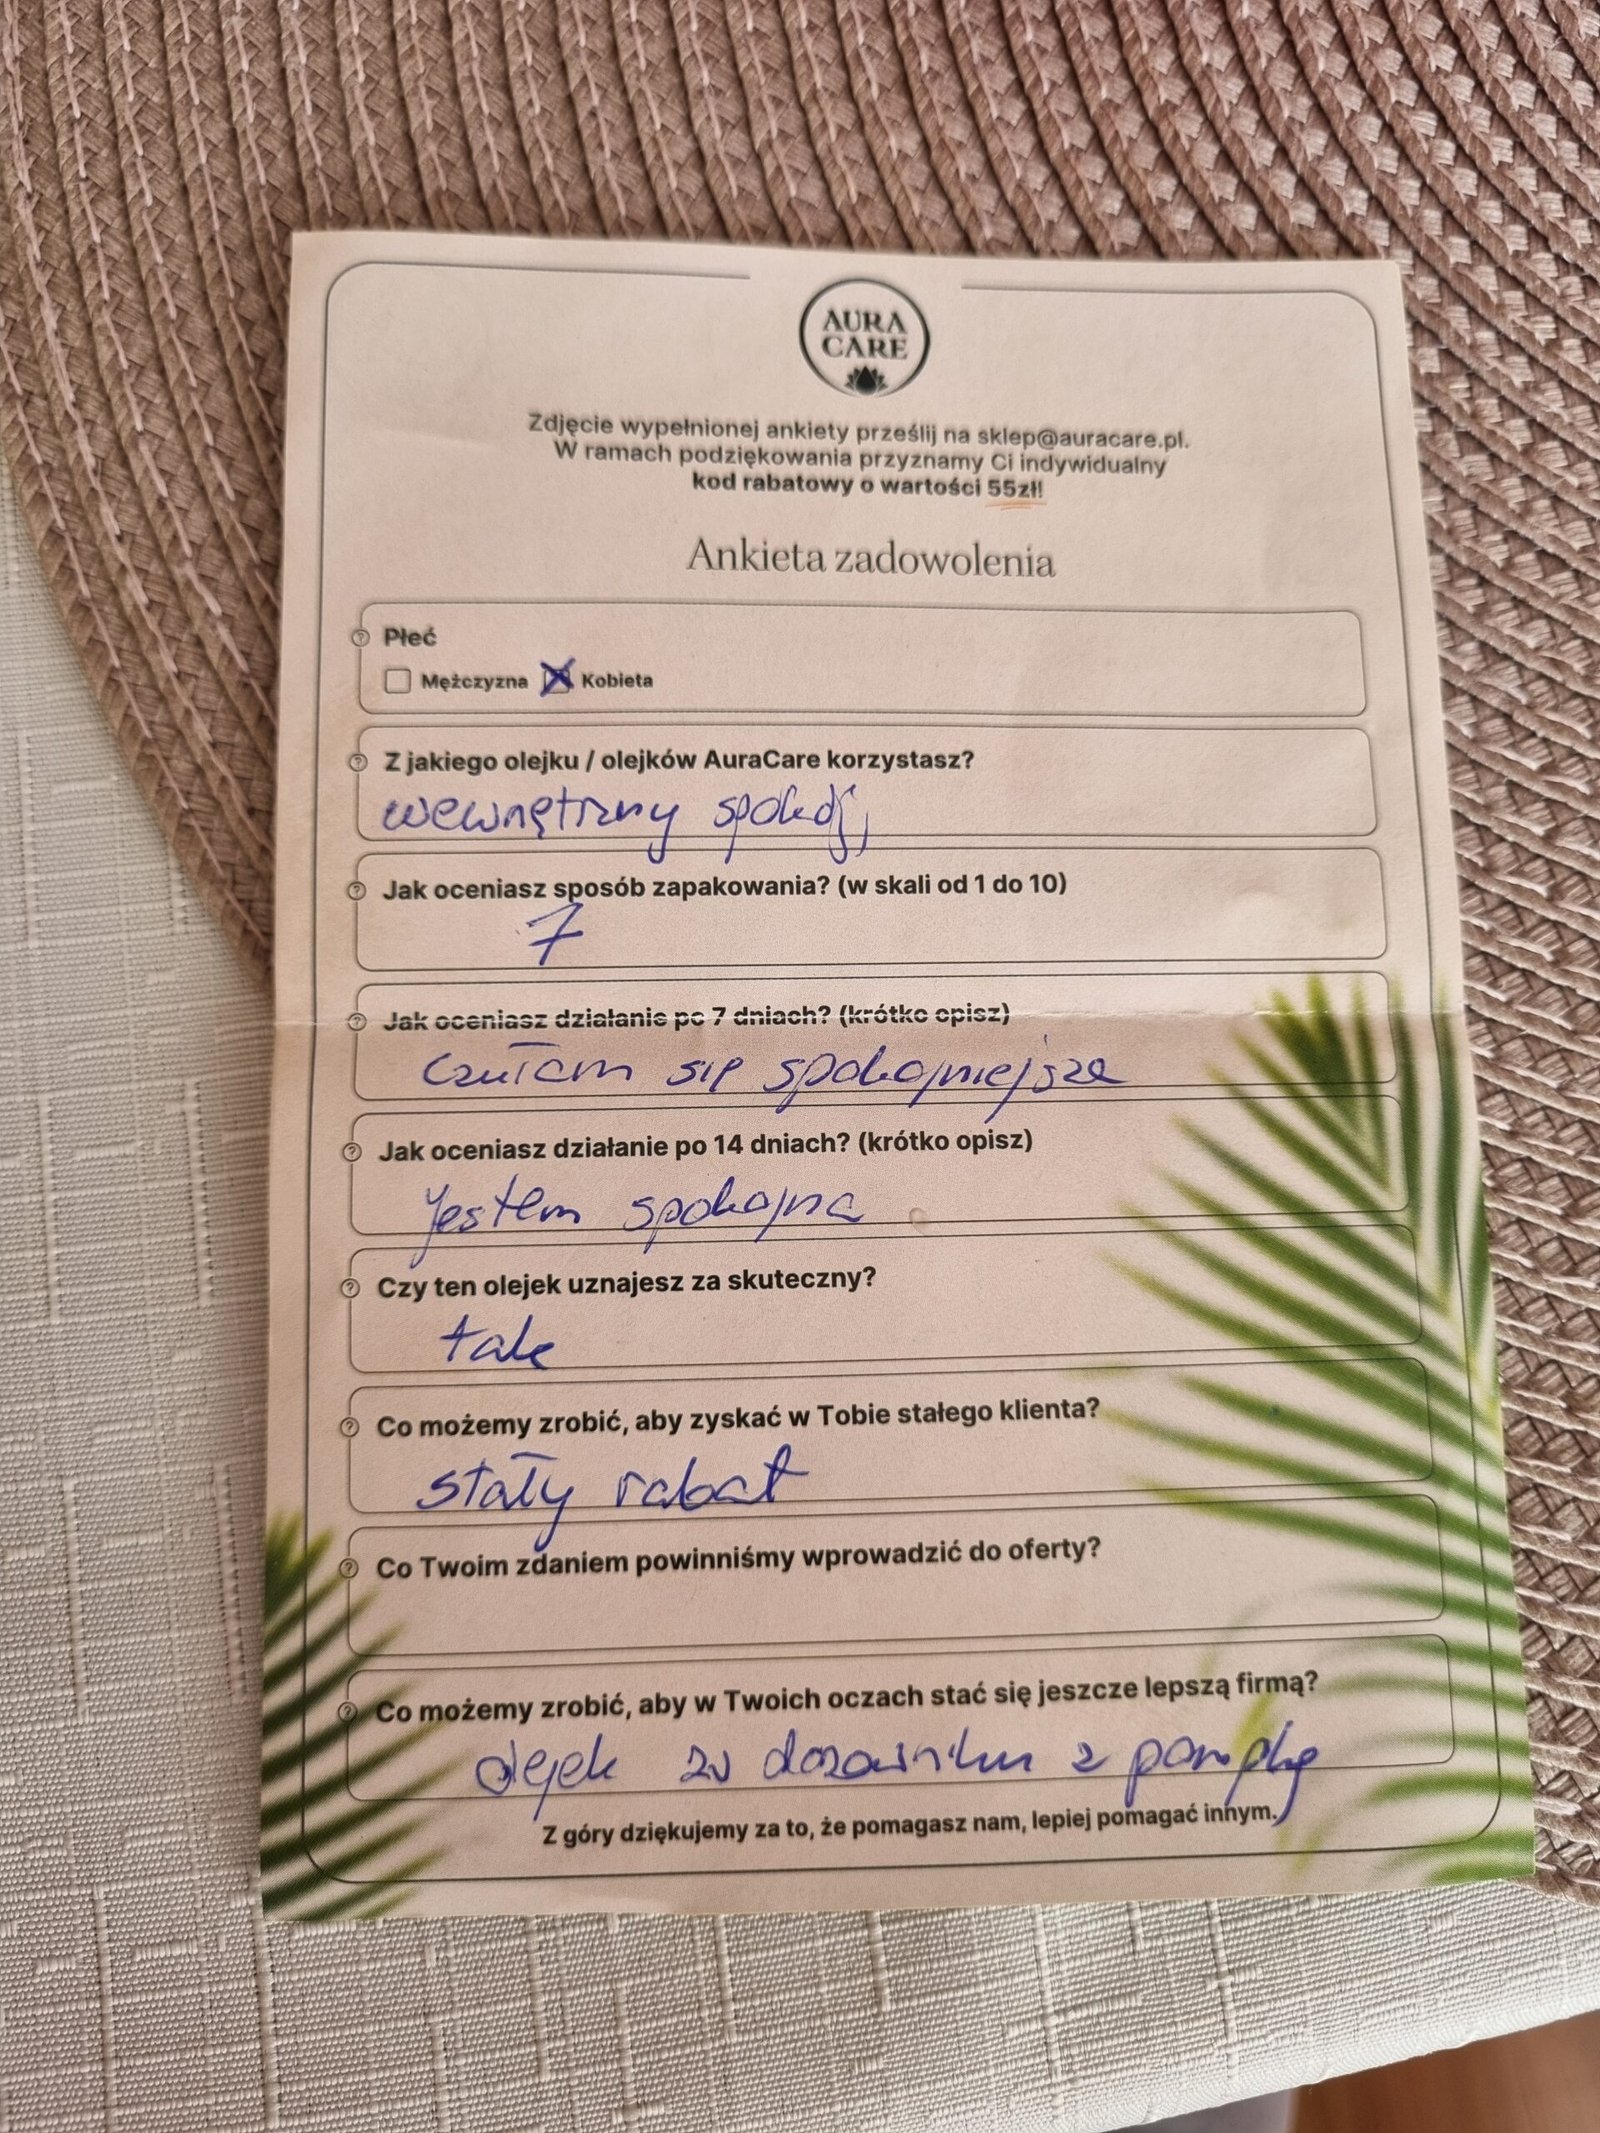 AURA
CARE
Zdjęcie wypełnionej ankiety prześlij na sklep@auracare.pl.
W ramach podziękowania przyznamy Ci indywidualny
kod rabatowy o wartości 55zł!
Ankieta zadowolenia
Płeć
Mężczyzna Kobieta
Z jakiego olejku / olejków AuraCare korzystasz?
wewnętrzny spokój,
Jak oceniasz sposób zapakowania? (w skali od 1 do 10)
7
Jak oceniasz działanie po 7 dniach? (krótko opisz)
czułam się spokojniejsza
Jak oceniasz działanie po 14 dniach? (krótko opisz)
jestem spokojna
Czy ten olejek uznajesz za skuteczny?
tak
Co możemy zrobić, aby zyskać w Tobie stałego klienta?
stały rabat
Co Twoim zdaniem powinniśmy wprowadzić do oferty?
Co możemy zrobić, aby w Twoich oczach stać się jeszcze lepszą firmą?
olejek w dozowniku z pompką
Z góry dziękujemy za to, że pomagasz nam, lepiej pomagać innym.